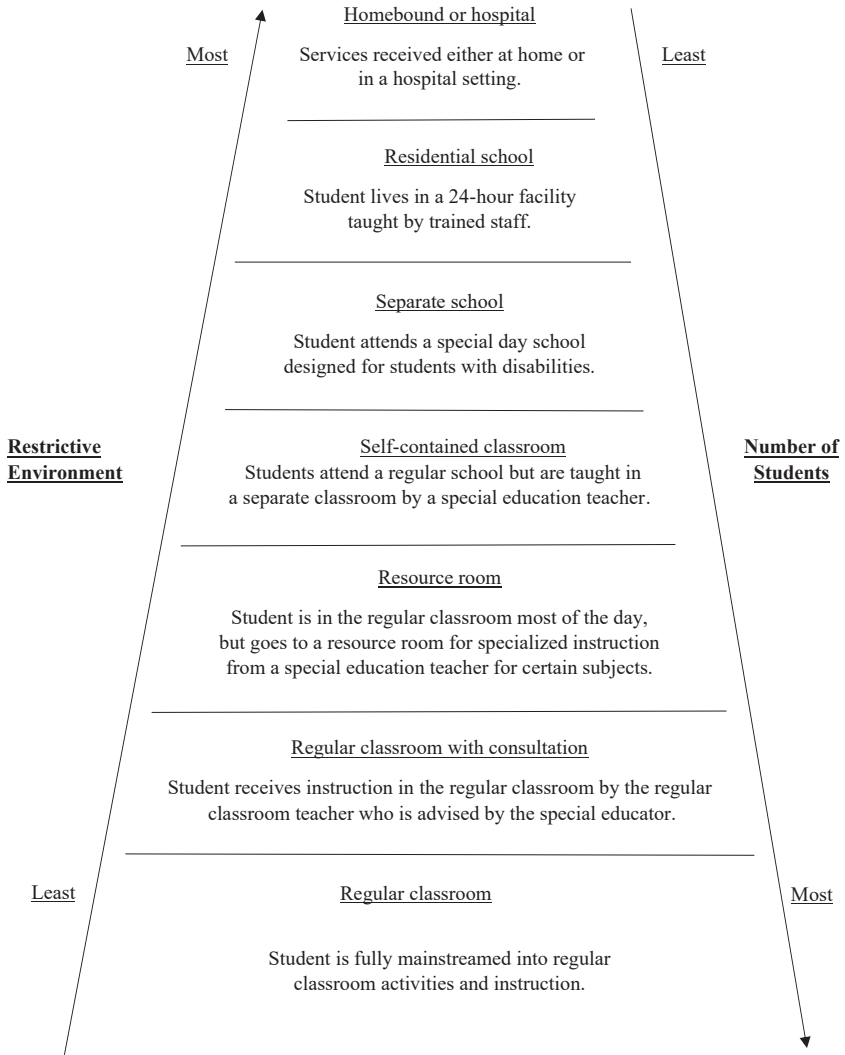 Homebound or hospital
Most
Services received either at home or
in a hospital setting.
Least
Residential school
Student lives in a 24-hour facility
taught by trained staff.
Separate school
Student attends a special day school
designed for students with disabilities.
Restrictive
Environment
Self-contained classroom
Students attend a regular school but are taught in
a separate classroom by a special education teacher.
Number of
Students
Resource room
Student is in the regular classroom most of the day,
but goes to a resource room for specialized instruction
from a special education teacher for certain subjects.
Regular classroom with consultation
Student receives instruction in the regular classroom by the regular
classroom teacher who is advised by the special educator.
Least
Regular classroom
Most
Student is fully mainstreamed into regular
classroom activities and instruction.